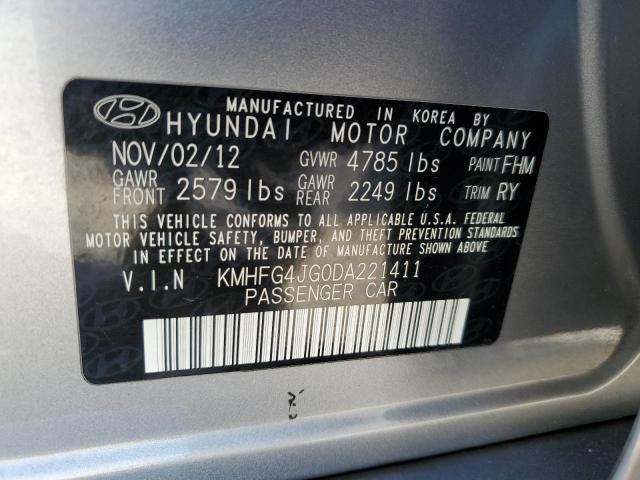 MANUFACTURED IN KOREA BY
HYUNDAI MOTOR COMPANY
NOV/02/12 GVWR 4785 lbs PAINT FHM
GAWR FRONT 2579 lbs GAWR REAR 2249 lbs TRIM RY
THIS VEHICLE CONFORMS TO ALL APPLICABLE U.S.A. FEDERAL
MOTOR VEHICLE SAFETY, BUMPER, AND THEFT PREVENTION
STANDARDS IN EFFECT ON THE DATE OF MANUFACTURE SHOWN ABOVE.
V.I.N KMHFG4JG0DA221411
PASSENGER CAR